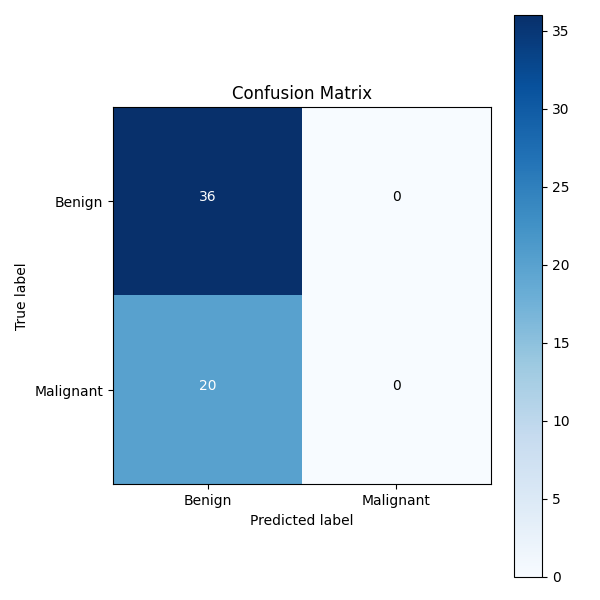 Confusion Matrix
True label
Benign
36
0
Malignant
20
0
Benign
Malignant
Predicted label
35
30
25
20
15
10
5
0